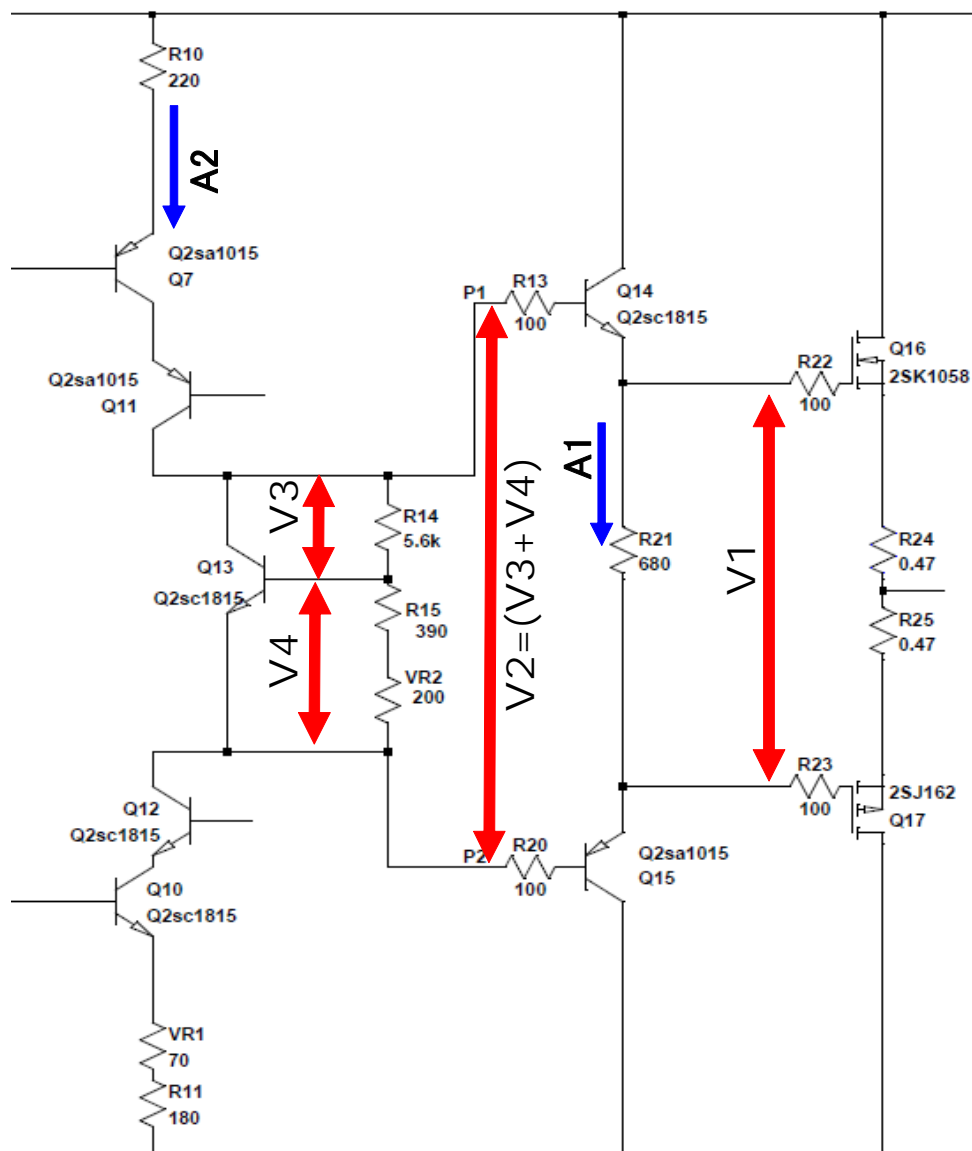 R10
220
A2
Q2sa1015
Q7
Q2sa1015
Q11
P1
R13
100
Q14
Q2sc1815
R22
100
Q16
2SK1058
V3
R14
5.6k
Q13
Q2sc1815
V4
R15
390
VR2
200
V2=(V3+V4)
A1
R21
680
V1
R24
0.47
R25
0.47
Q12
Q2sc1815
Q10
Q2sc1815
P2
R20
100
Q2sa1015
Q15
R23
100
2SJ162
Q17
VR1
70
R11
180